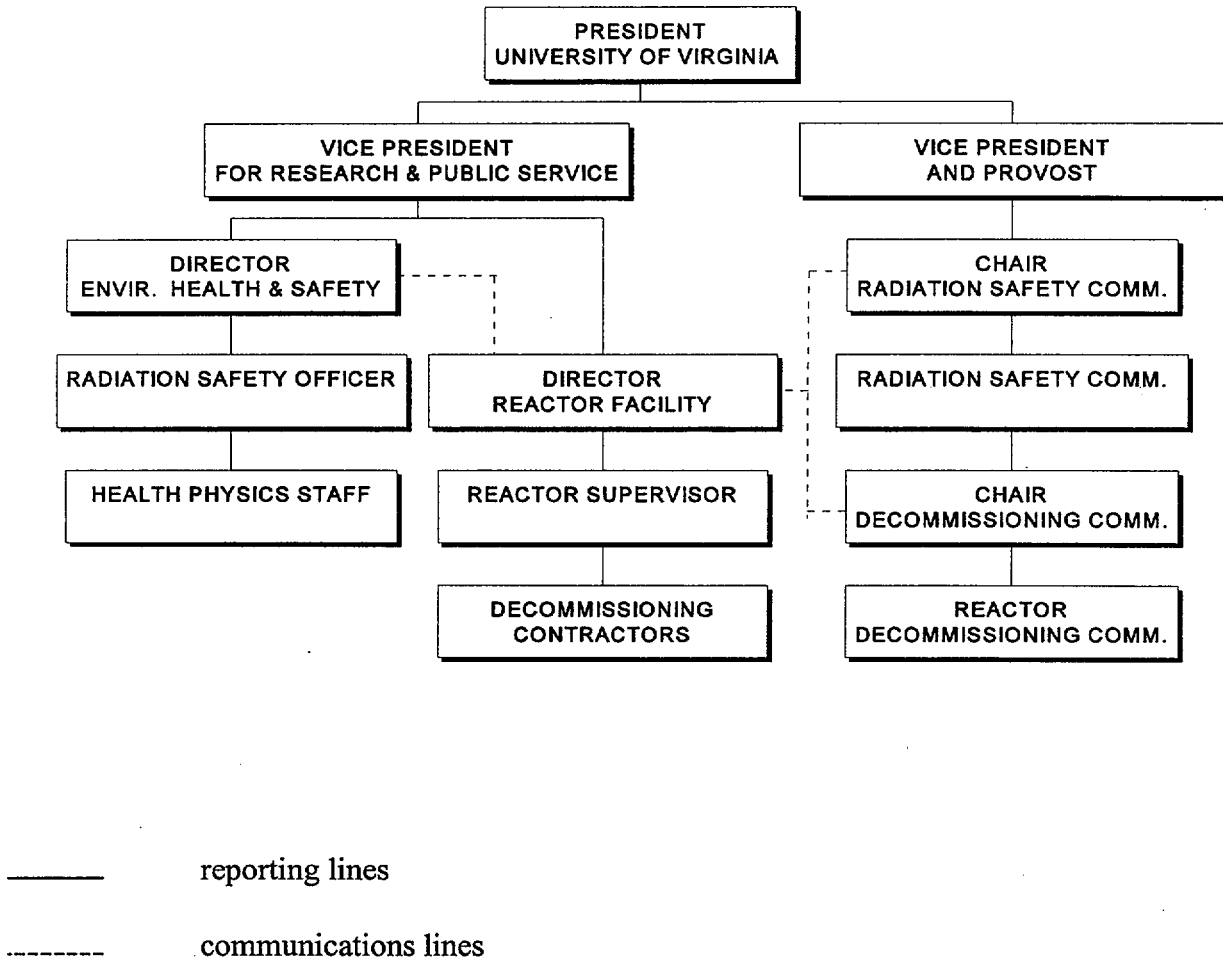 PRESIDENT
UNIVERSITY OF VIRGINIA
VICE PRESIDENT
FOR RESEARCH & PUBLIC SERVICE
VICE PRESIDENT
AND PROVOST
DIRECTOR
ENVIR. HEALTH & SAFETY
CHAIR
RADIATION SAFETY COMM.
RADIATION SAFETY OFFICER
DIRECTOR
REACTOR FACILITY
RADIATION SAFETY COMM.
HEALTH PHYSICS STAFF
REACTOR SUPERVISOR
CHAIR
DECOMMISSIONING COMM.
DECOMMISSIONING
CONTRACTORS
REACTOR
DECOMMISSIONING COMM.
reporting lines
communications lines